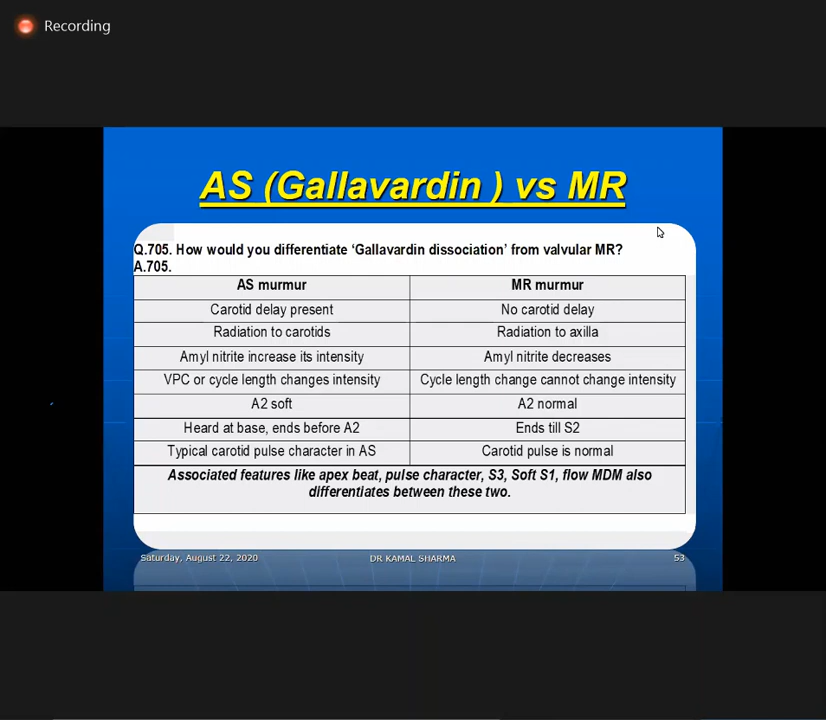 Recording
AS (Gallavardin ) vs MR
Q.705. How would you differentiate ‘Gallavardin dissociation’ from valvular MR?
A.705.
AS murmur MR murmur
Carotid delay present No carotid delay
Radiation to carotids Radiation to axilla
Amyl nitrite increase its intensity Amyl nitrite decreases
VPC or cycle length changes intensity Cycle length change cannot change intensity
A2 soft A2 normal
Heard at base, ends before A2 Ends till S2
Typical carotid pulse character in AS Carotid pulse is normal
Associated features like apex beat, pulse character, S3, Soft S1, flow MDM also
differentiates between these two.
Saturday, August 22, 2020 DR KAMAL SHARMA 53